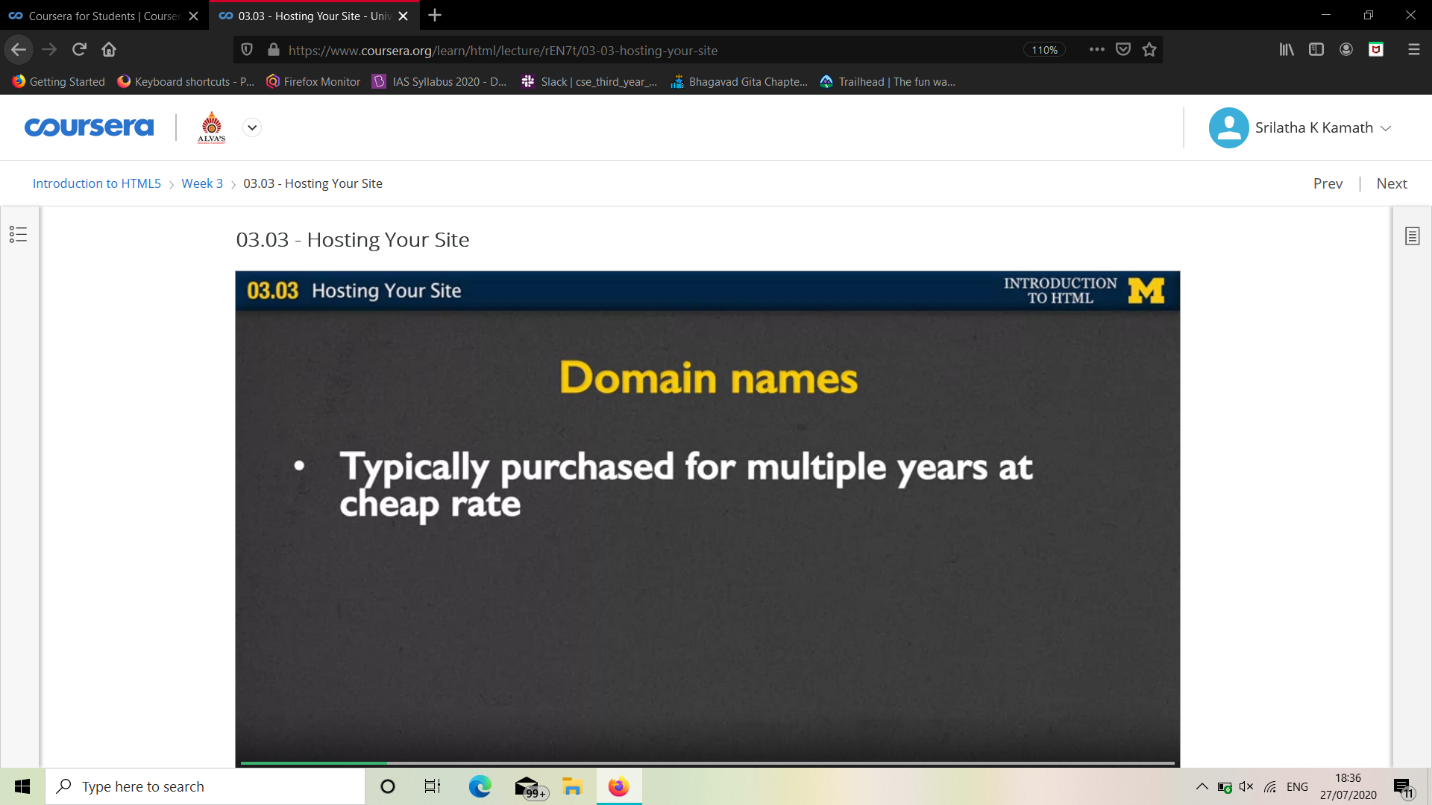 Coursera for Students | Courser
03.03 - Hosting Your Site - Univ
https://www.coursera.org/learn/html/lecture/rEN7t/03-03-hosting-your-site
110%
Getting Started
Keyboard shortcuts - P...
Firefox Monitor
IAS Syllabus 2020 - D...
Slack | cse_third_year_...
Bhagavad Gita Chapte...
Trailhead | The fun wa...
coursera
ALVA'S
Srilatha K Kamath
Introduction to HTML5 > Week 3 > 03.03 - Hosting Your Site
Prev | Next
03.03 - Hosting Your Site
03.03 Hosting Your Site
INTRODUCTION
TO HTML
M
Domain names
• Typically purchased for multiple years at
cheap rate
Type here to search
99+
ENG
18:36
27/07/2020
11